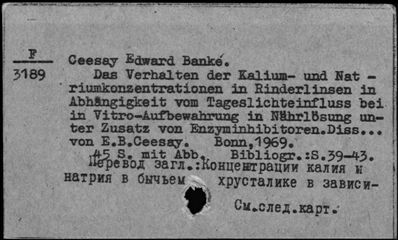 F
3189
Ceesay Edward Banké.
Das Verhalten der Kalium- und Nat -
riumkonzentrationen in Rinderlinsen in
Abhängigkeit vom Tageslichteinfluss bei
in Vitro-Aufbewahrung in Nährlösung un-
ter Zusatz von Enzyminhibitoren.Diss...
von E.B.Ceesay. Bonn,1969.
45 S. mit Abb. Bibliogr.:S.39-43.
Перевод загл.:Концентрации калия и
натрия в бычьем хрусталике в зависи-
См.след.карт.